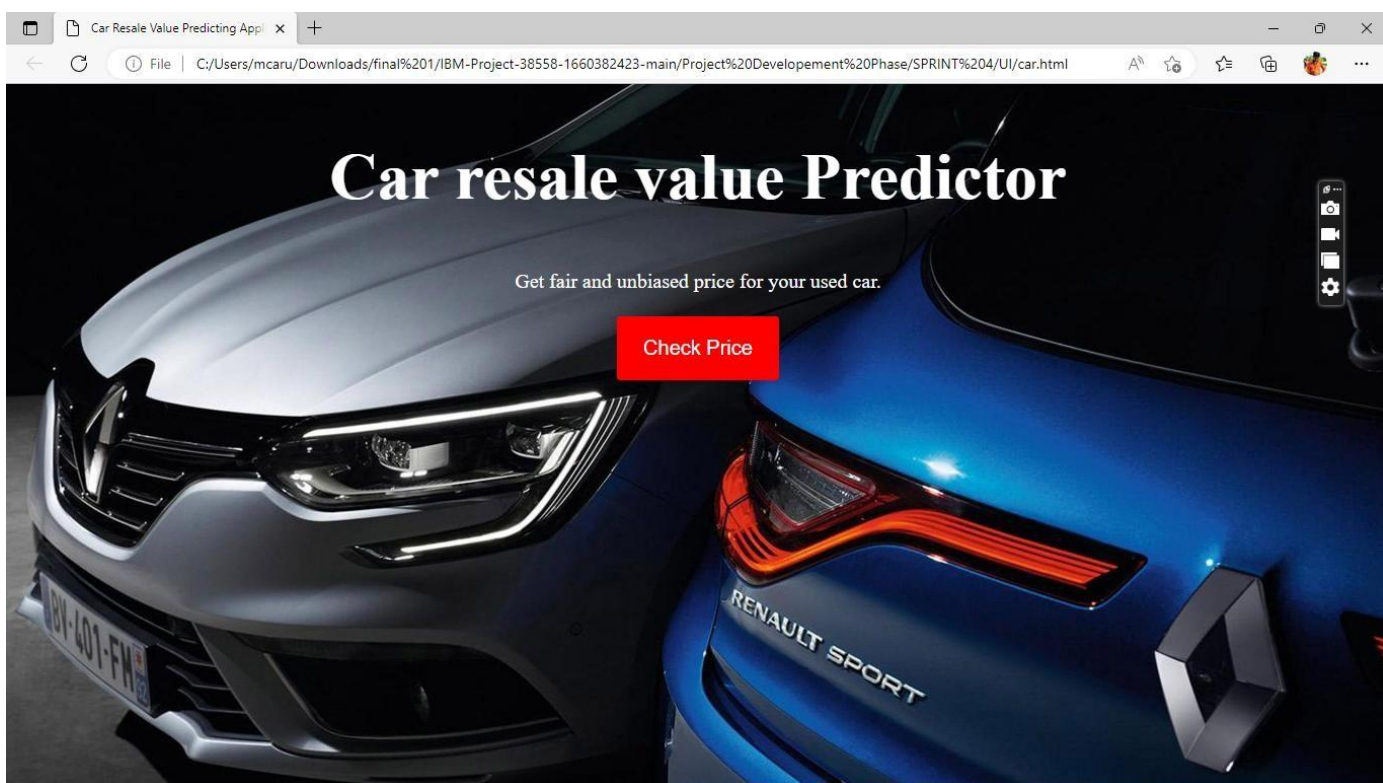 Car Resale Value Predicting Appl
File
C:/Users/mcaru/Downloads/final%201/IBM-Project-38558-1660382423-main/Project%20Developement%20Phase/SPRINT%204/UI/car.html
Car resale value Predictor
Get fair and unbiased price for your used car.
Check Price
RENAULT SPORT
BV-401-FM